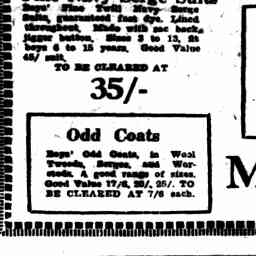 Boys' Fine Twill Navy Serge
Suits, guaranteed fast dye. Lined
throughout. Made with sac back,
jigger button. Sizes 3 to 13, fit
boys 6 to 15 years. Good Value
45/ suit.
TO BE CLEARED AT
35/-
Odd Coats
Boys' Odd Coats, in Wool
Tweeds, Serges, and Wor-
steds. A good range of sizes.
Good Value 17/6, 20/, 25/. TO
BE CLEARED AT 7/6 each.
M